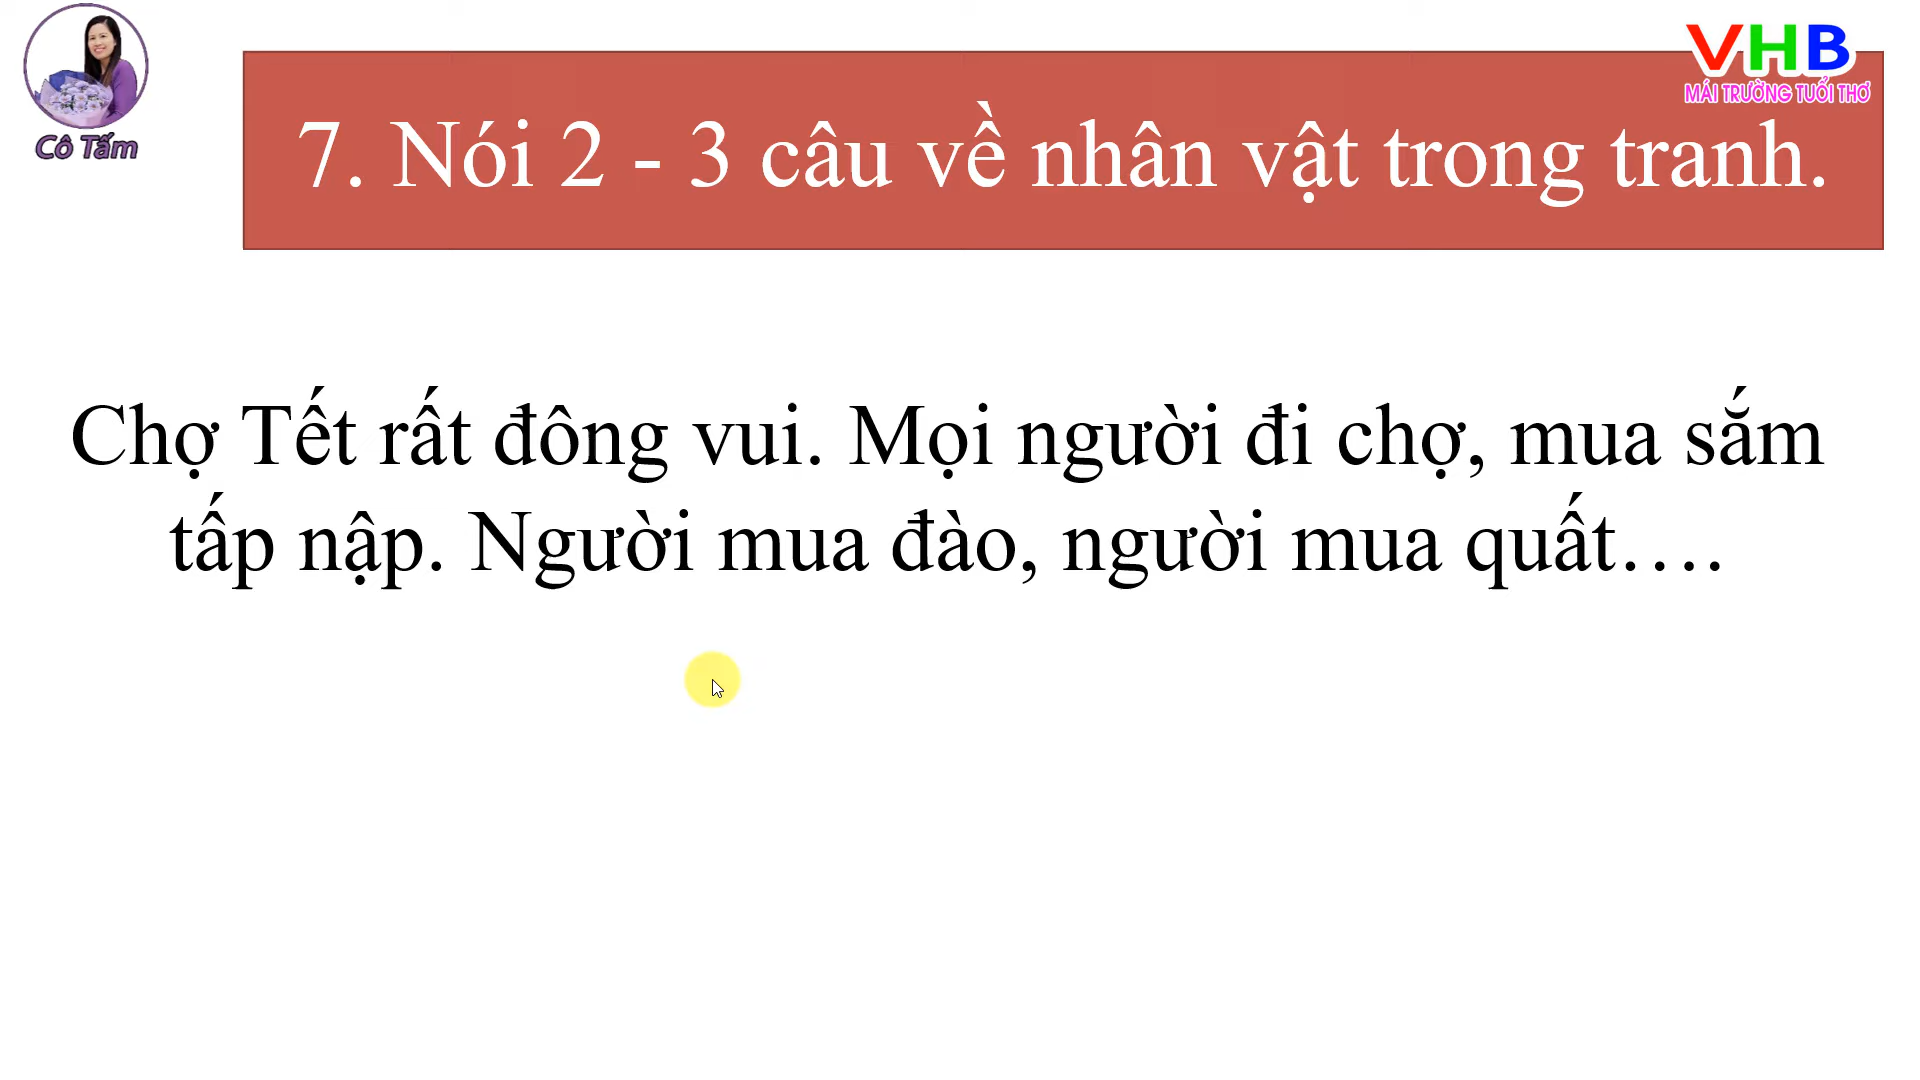 VHB
MÁI TRƯỜNG TUỔI THƠ
Cô Tấm
7. Nói 2 - 3 câu về nhân vật trong tranh.
Chợ Tết rất đông vui. Mọi người đi chợ, mua sắm
tấp nập. Người mua đào, người mua quất….